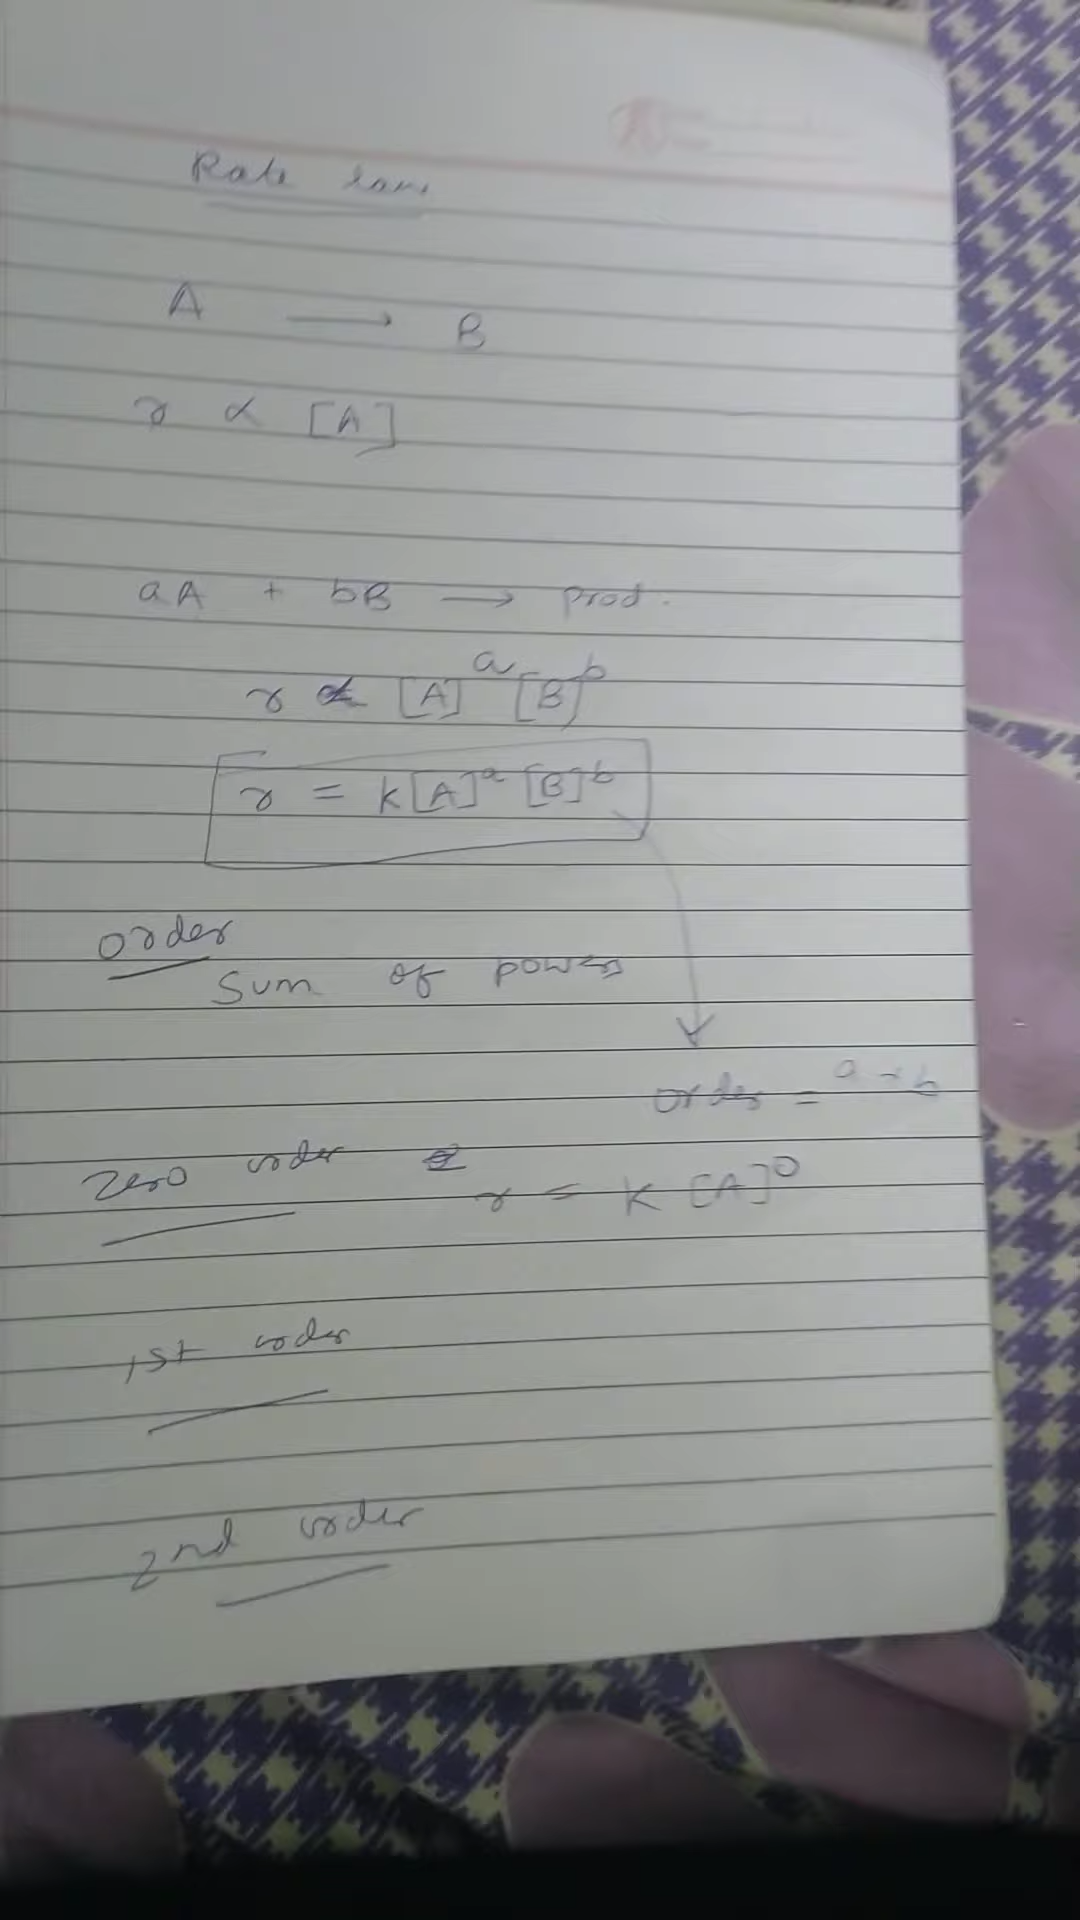 Rate law
A ⟶ B
r ∝ [A]
aA + bB ⟶ prod.
r ∝ [A]^a [B]^b
r = k[A]^a [B]^b
Order
Sum of powers
order = a + b
Zero order r = K [A]^0
1st order
2nd order